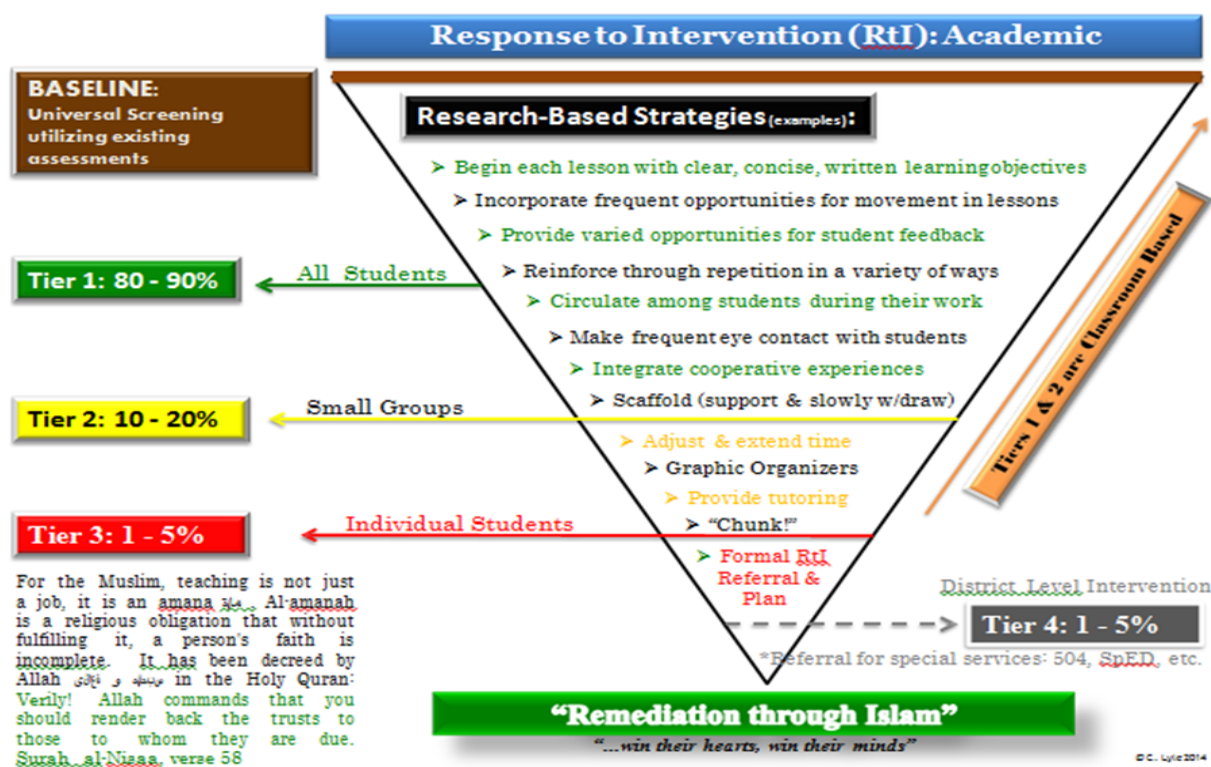 Response to Intervention (RtI): Academic
BASELINE:
Universal Screening
utilizing existing
assessments
Research-Based Strategies (examples):
➢ Begin each lesson with clear, concise, written learningobjectives
➢ Incorporate frequent opportunities for movement in lessons
➢ Provide varied opportunities for student feedback
➢ Reinforce through repetition in a variety of ways
➢ Circulate among students during their work
➢ Make frequent eye contact with students
➢ Integrate cooperative experiences
➢ Scaffold (support & slowly w/draw)
➢ Adjust & extend time
➢ Graphic Organizers
➢ Provide tutoring
➢ “Chunk!”
➢ Formal RtI
Referral &
Plan
Tier 1: 80 - 90%
All Students
Tier 2: 10 - 20%
Small Groups
Tier 3: 1 - 5%
Individual Students
Tiers 1 & 2 are Classroom Based
District Level Intervention
Tier 4: 1 - 5%
*Referral for special services: 504, SpED, etc.
For the Muslim, teaching is not just
a job, it is an amana . Al-amanah
is a religious obligation that without
fulfilling it, a person's faith is
incomplete. It has been decreed by
Allah in the Holy Quran:
Verily! Allah commands that you
should render back the trusts to
those to whom they are due.
Surah al-Nisaa, verse 58
“Remediation through Islam”
“...win their hearts, win their minds”
© C. Lyle 2014